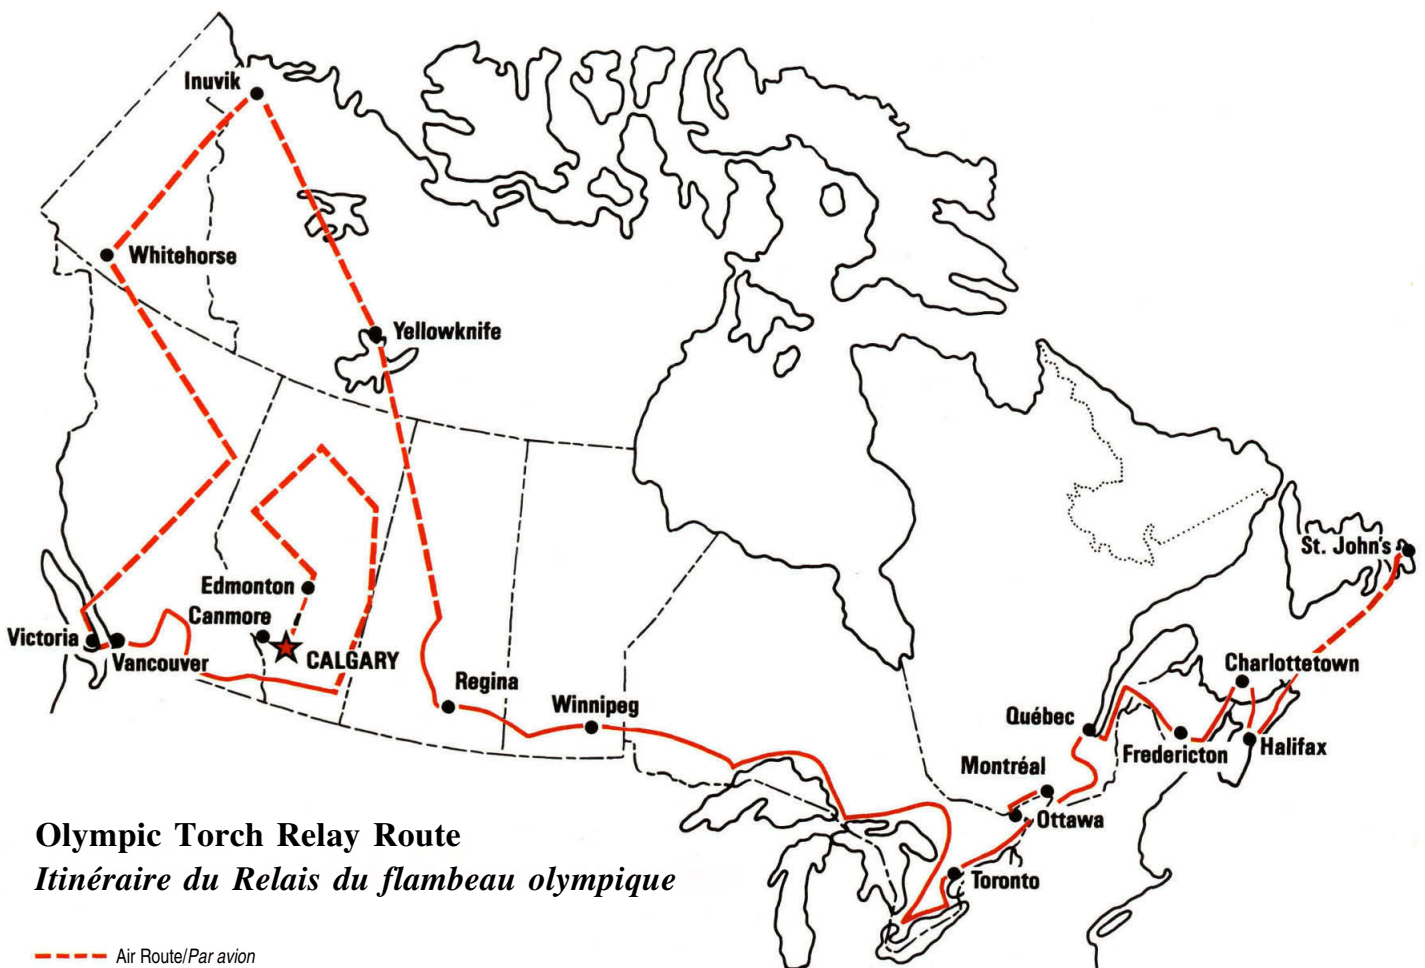 Inuvik
Whitehorse
Yellowknife
St. John's
Edmonton
Canmore
Victoria
Vancouver
CALGARY
Charlottetown
Regina
Winnipeg
Québec
Fredericton
Halifax
Montréal
Ottawa
Toronto
Olympic Torch Relay Route
Itinéraire du Relais du flambeau olympique
Air Route/Par avion